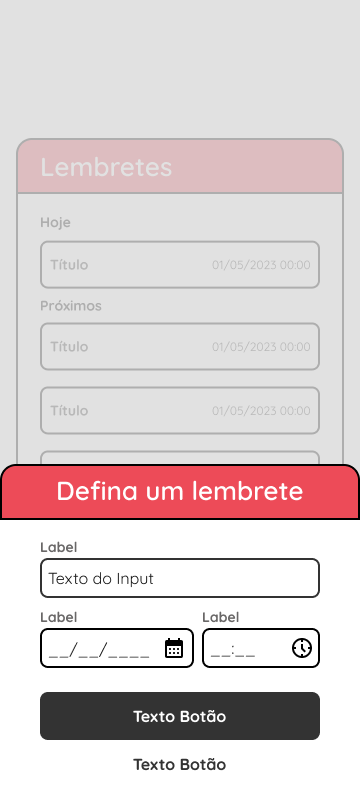 Lembretes
Hoje
Título 01/05/2023 00:00
Próximos
Título 01/05/2023 00:00
Título 01/05/2023 00:00
Defina um lembrete
Label
Texto do Input
Label Label
__/__/____ __:__
Texto Botão
Texto Botão